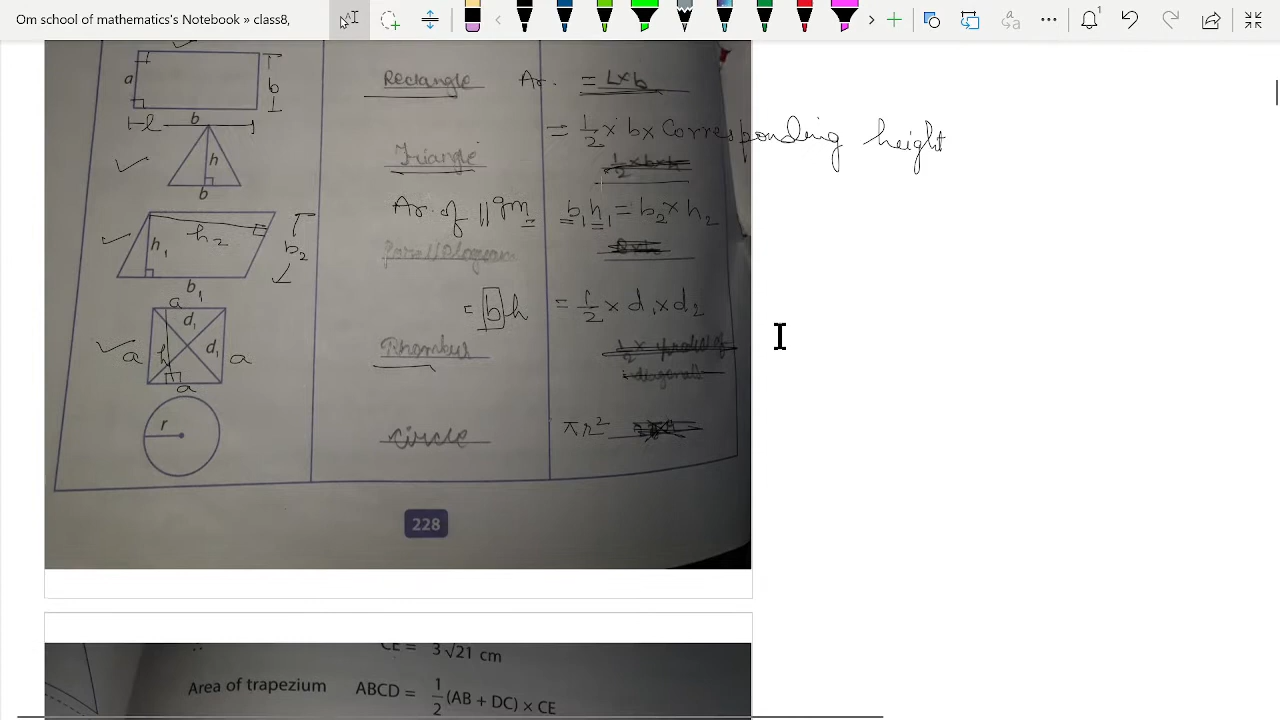 Om school of mathematics's Notebook » class8,
a
b
l
Rectangle Ar. = L×b
b
= 1/2 × b × Corresponding height
h
b
Triangle
Ar. of ||gm b₁h₁ = b₂ × h₂
h₁
h₂
b₂
b₁
= bh = 1/2 × d₁ × d₂
a
d₁
a h d₁ a
a
Rhombus
r
circle πr²
228
∴ CE = 3√21 cm
Area of trapezium ABCD = 1/2 (AB + DC) × CE